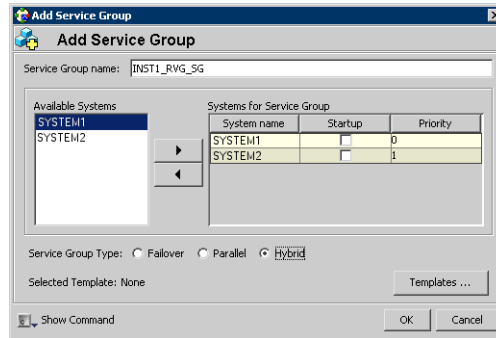 Add Service Group
Add Service Group
Service Group name: INST1_RVG_SG
Available Systems
SYSTEM1
SYSTEM2
Systems for Service Group
System name Startup Priority
SYSTEM1 0
SYSTEM2 1
Service Group Type: Failover Parallel Hybrid
Selected Template: None
Templates ...
Show Command
OK Cancel